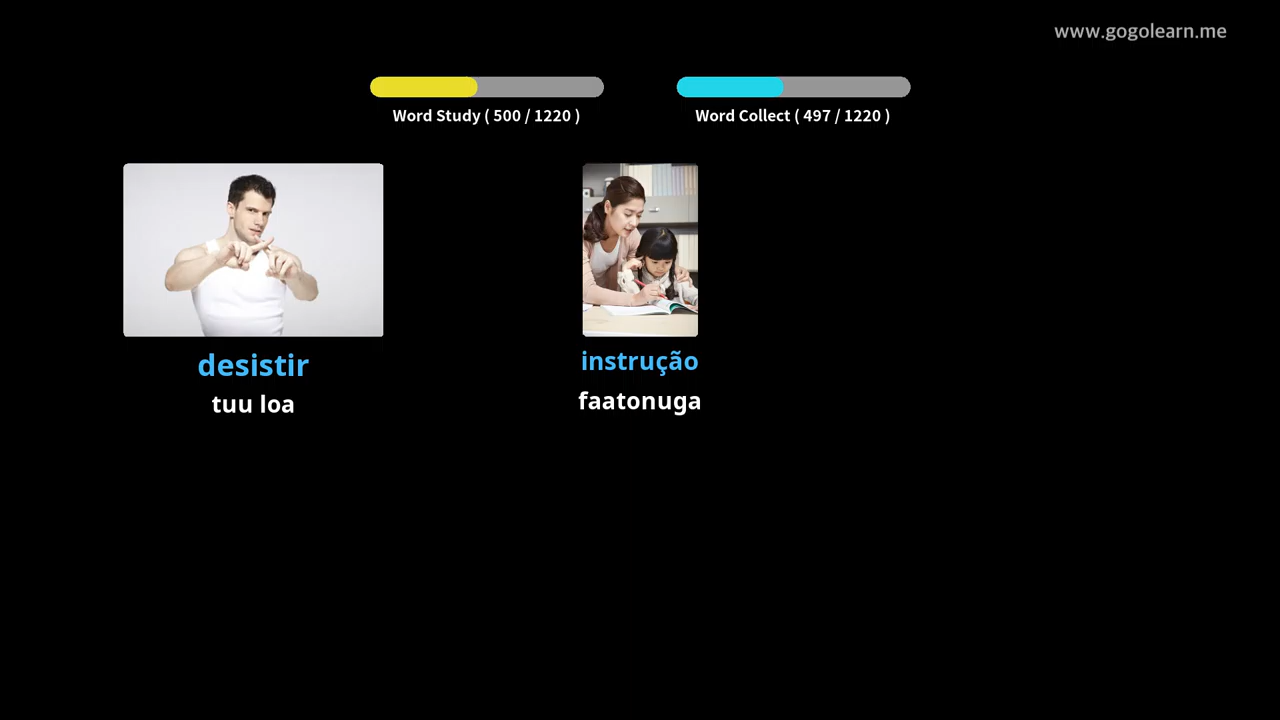 www.gogolearn.me
Word Study ( 500 / 1220 )
Word Collect ( 497 / 1220 )
desistir
tuu loa
instrução
faatonuga